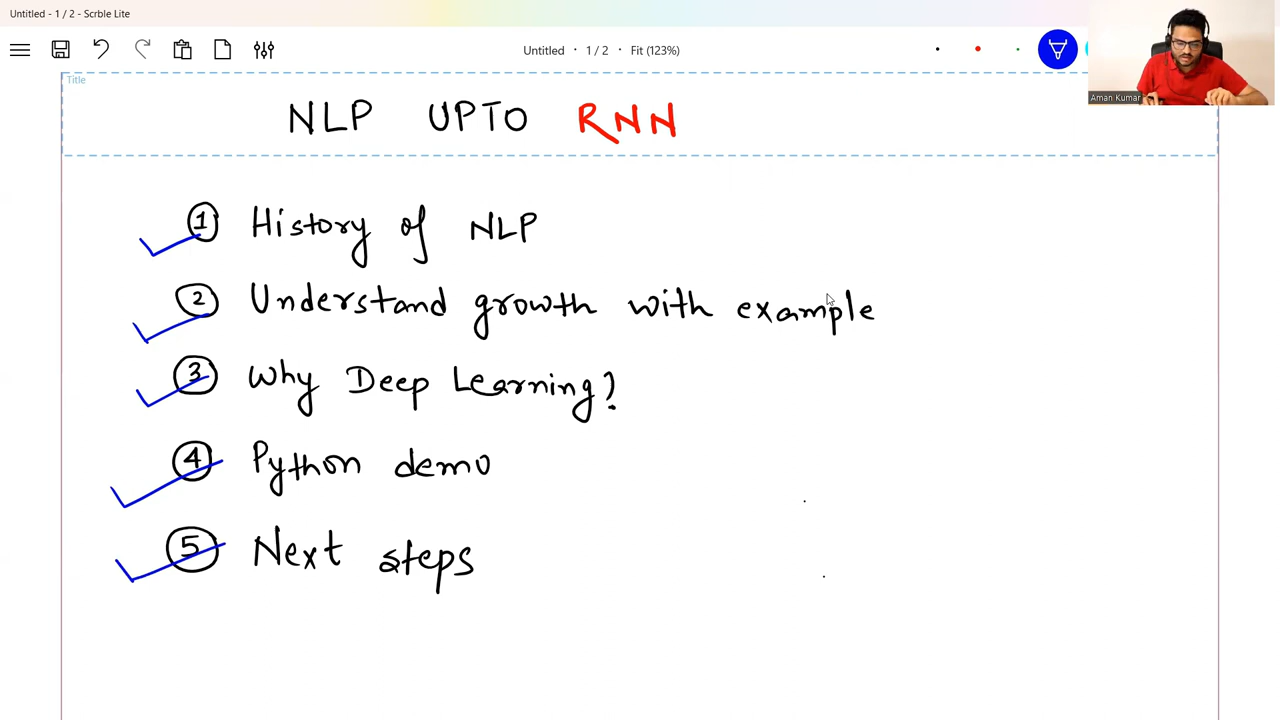 Untitled - 1 / 2 - Scrble Lite
Untitled • 1 / 2 • Fit (123%)
Aman Kumar
Title
NLP UPTO RNN
1 History of NLP
2 Understand growth with example
3 Why Deep Learning?
4 Python demo
5 Next steps